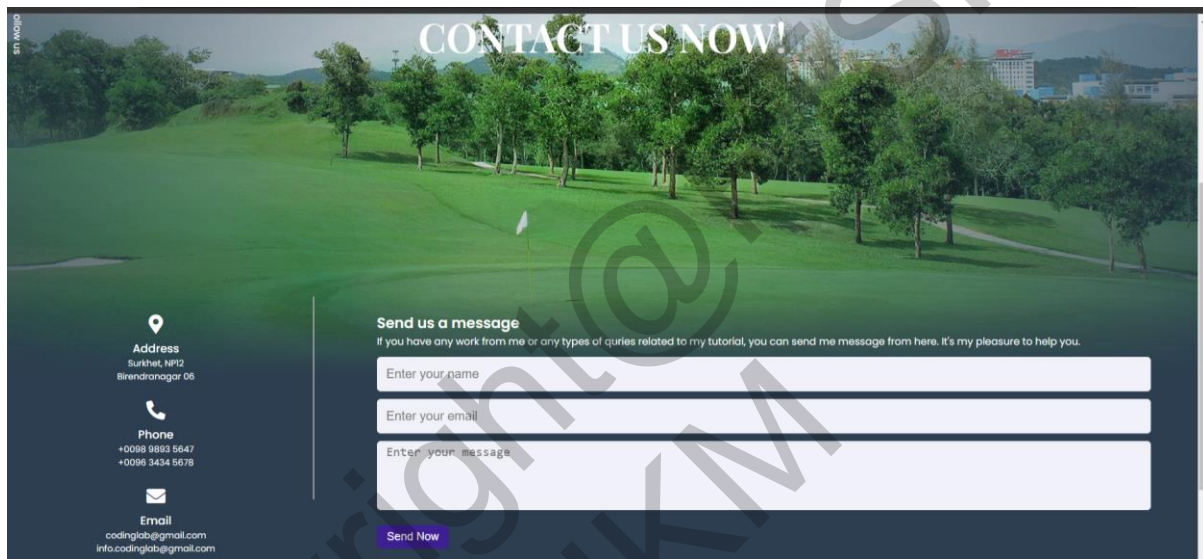 ollow us
CONTACT US NOW!
Address
Surkhet, NP12
Birendranagar 06
Phone
+0098 9893 5647
+0096 3434 5678
Email
codinglab@gmail.com
info.codinglab@gmail.com
Send us a message
If you have any work from me or any types of quries related to my tutorial, you can send me message from here. It's my pleasure to help you.
Enter your name
Enter your email
Enter your message
Send Now